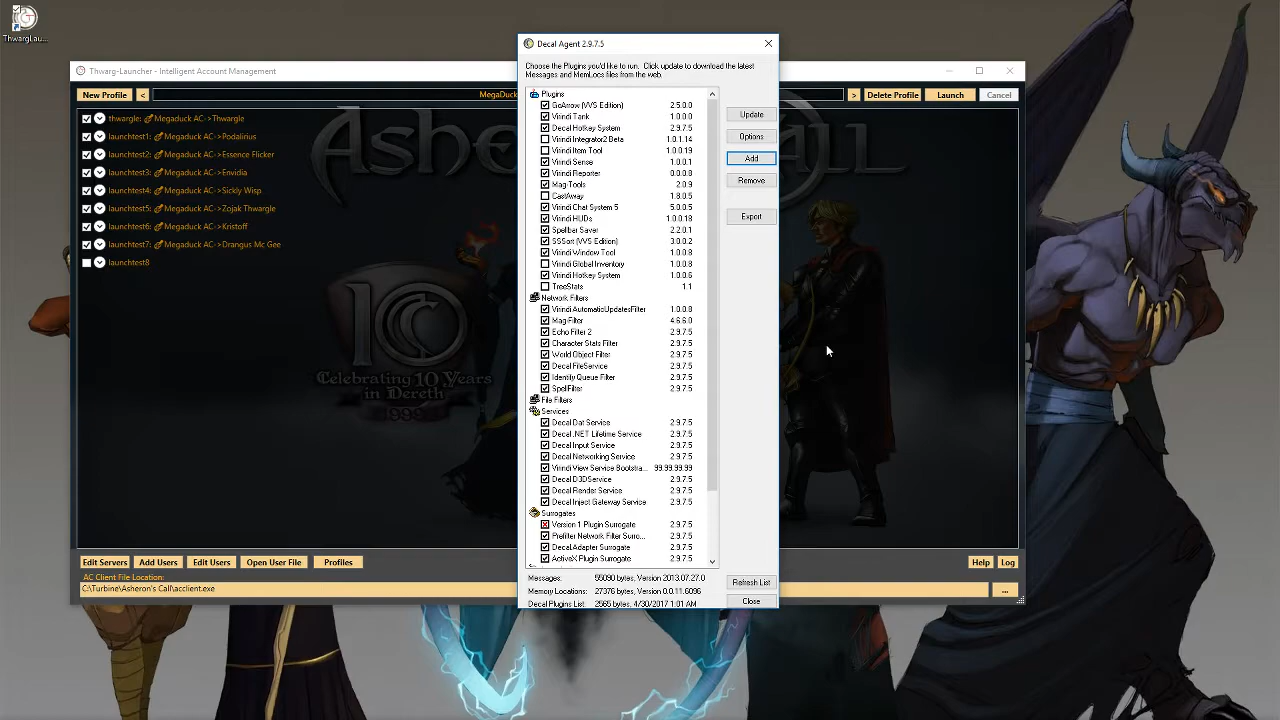 ThwargLau...
Thwarg-Launcher - Intelligent Account Management
New Profile
<
MegaDuck
>
Delete Profile
Launch
Cancel
thwargle: Megaduck AC->Thwargle
launchtest1: Megaduck AC->Podalirius
launchtest2: Megaduck AC->Essence Flicker
launchtest3: Megaduck AC->Envidia
launchtest4: Megaduck AC->Sickly Wisp
launchtest5: Megaduck AC->Zojak Thwargle
launchtest6: Megaduck AC->Kristoff
launchtest7: Megaduck AC->Drangus Mc Gee
launchtest8
Celebrating 10 Years
in Dereth
1999
Edit Servers
Add Users
Edit Users
Open User File
Profiles
Help
Log
AC Client File Location:
C:\Turbine\Asheron's Call\acclient.exe
...
Decal Agent 2.9.7.5
Choose the Plugins you'd like to run. Click update to download the latest
Messages and MemLocs files from the web.
Plugins
GoArrow (VVS Edition) 2.5.0.0
Virindi Tank 1.0.0.0
Decal Hotkey System 2.9.7.5
Virindi Integrator2 Beta 1.0.1.14
Virindi Item Tool 1.0.0.19
Virindi Sense 1.0.0.1
Virindi Reporter 0.0.0.8
Mag-Tools 2.0.9
CastAway 1.8.0.5
Virindi Chat System 5 5.0.0.5
Virindi HUDs 1.0.0.18
Spellbar Saver 2.2.0.1
SSSort (VVS Edition) 3.0.0.2
Virindi Window Tool 1.0.0.8
Virindi Global Inventory 1.0.0.8
Virindi Hotkey System 1.0.0.6
TreeStats 1.1
Network Filters
Virindi AutomaticUpdatesFilter 1.0.0.8
Mag-Filter 4.6.6.0
Echo Filter 2 2.9.7.5
Character Stats Filter 2.9.7.5
World Object Filter 2.9.7.5
Decal FileService 2.9.7.5
Identify Queue Filter 2.9.7.5
SpellFilter 2.9.7.5
File Filters
Services
Decal Dat Service 2.9.7.5
Decal .NET Lifetime Service 2.9.7.5
Decal Input Service 2.9.7.5
Decal Networking Service 2.9.7.5
Virindi View Service Bootstra... 99.99.99.99
Decal D3DService 2.9.7.5
Decal Render Service 2.9.7.5
Decal Inject Gateway Service 2.9.7.5
Surrogates
Version 1 Plugin Surrogate 2.9.7.5
Prefilter Network Filter Surro... 2.9.7.5
Decal.Adapter Surrogate 2.9.7.5
ActiveX Plugin Surrogate 2.9.7.5
Update
Options
Add
Remove
Export
Messages: 55090 bytes, Version 2013.07.27.0
Memory Locations: 27376 bytes, Version 0.0.11.6096
Decal Plugins List: 2565 bytes, 4/30/2017 1:01 AM
Refresh List
Close